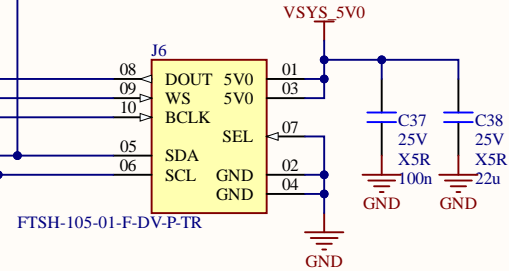 VSYS_5V0
J6
08 DOUT 5V0 01
09 WS 5V0 03
10 BCLK
SEL 07
05 SDA
06 SCL GND 02
GND 04
FTSH-105-01-F-DV-P-TR
GND
C37
25V
X5R
100n
GND
C38
25V
X5R
22u
GND